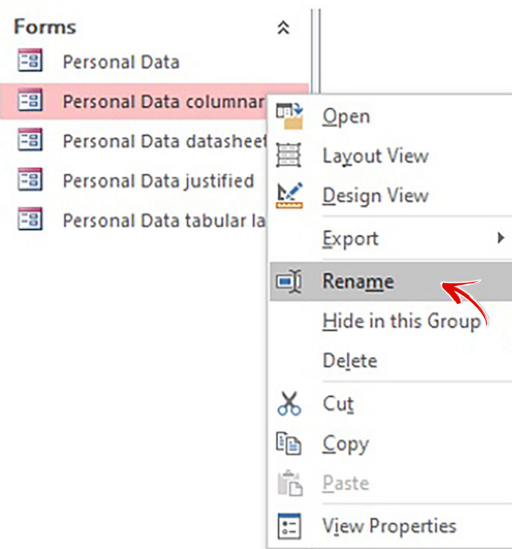 Forms
Personal Data
Personal Data columnar
Personal Data datasheet
Personal Data justified
Personal Data tabular la
Open
Layout View
Design View
Export
Rename
Hide in this Group
Delete
Cut
Copy
Paste
View Properties